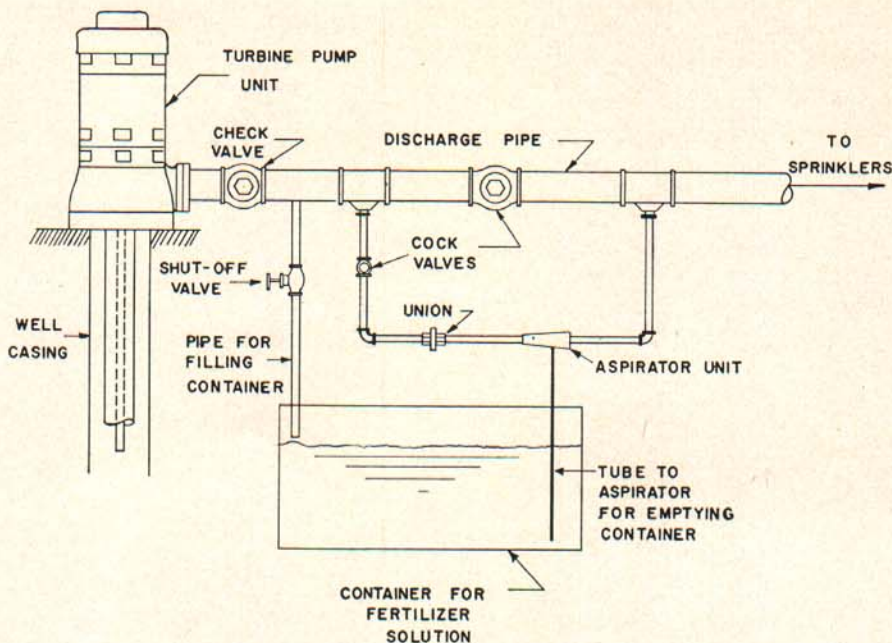 TURBINE PUMP
UNIT
CHECK
VALVE
DISCHARGE PIPE
TO
SPRINKLERS
COCK
VALVES
SHUT-OFF
VALVE
UNION
WELL
CASING
PIPE FOR
FILLING
CONTAINER
ASPIRATOR UNIT
TUBE TO
ASPIRATOR
FOR EMPTYING
CONTAINER
CONTAINER FOR
FERTILIZER
SOLUTION